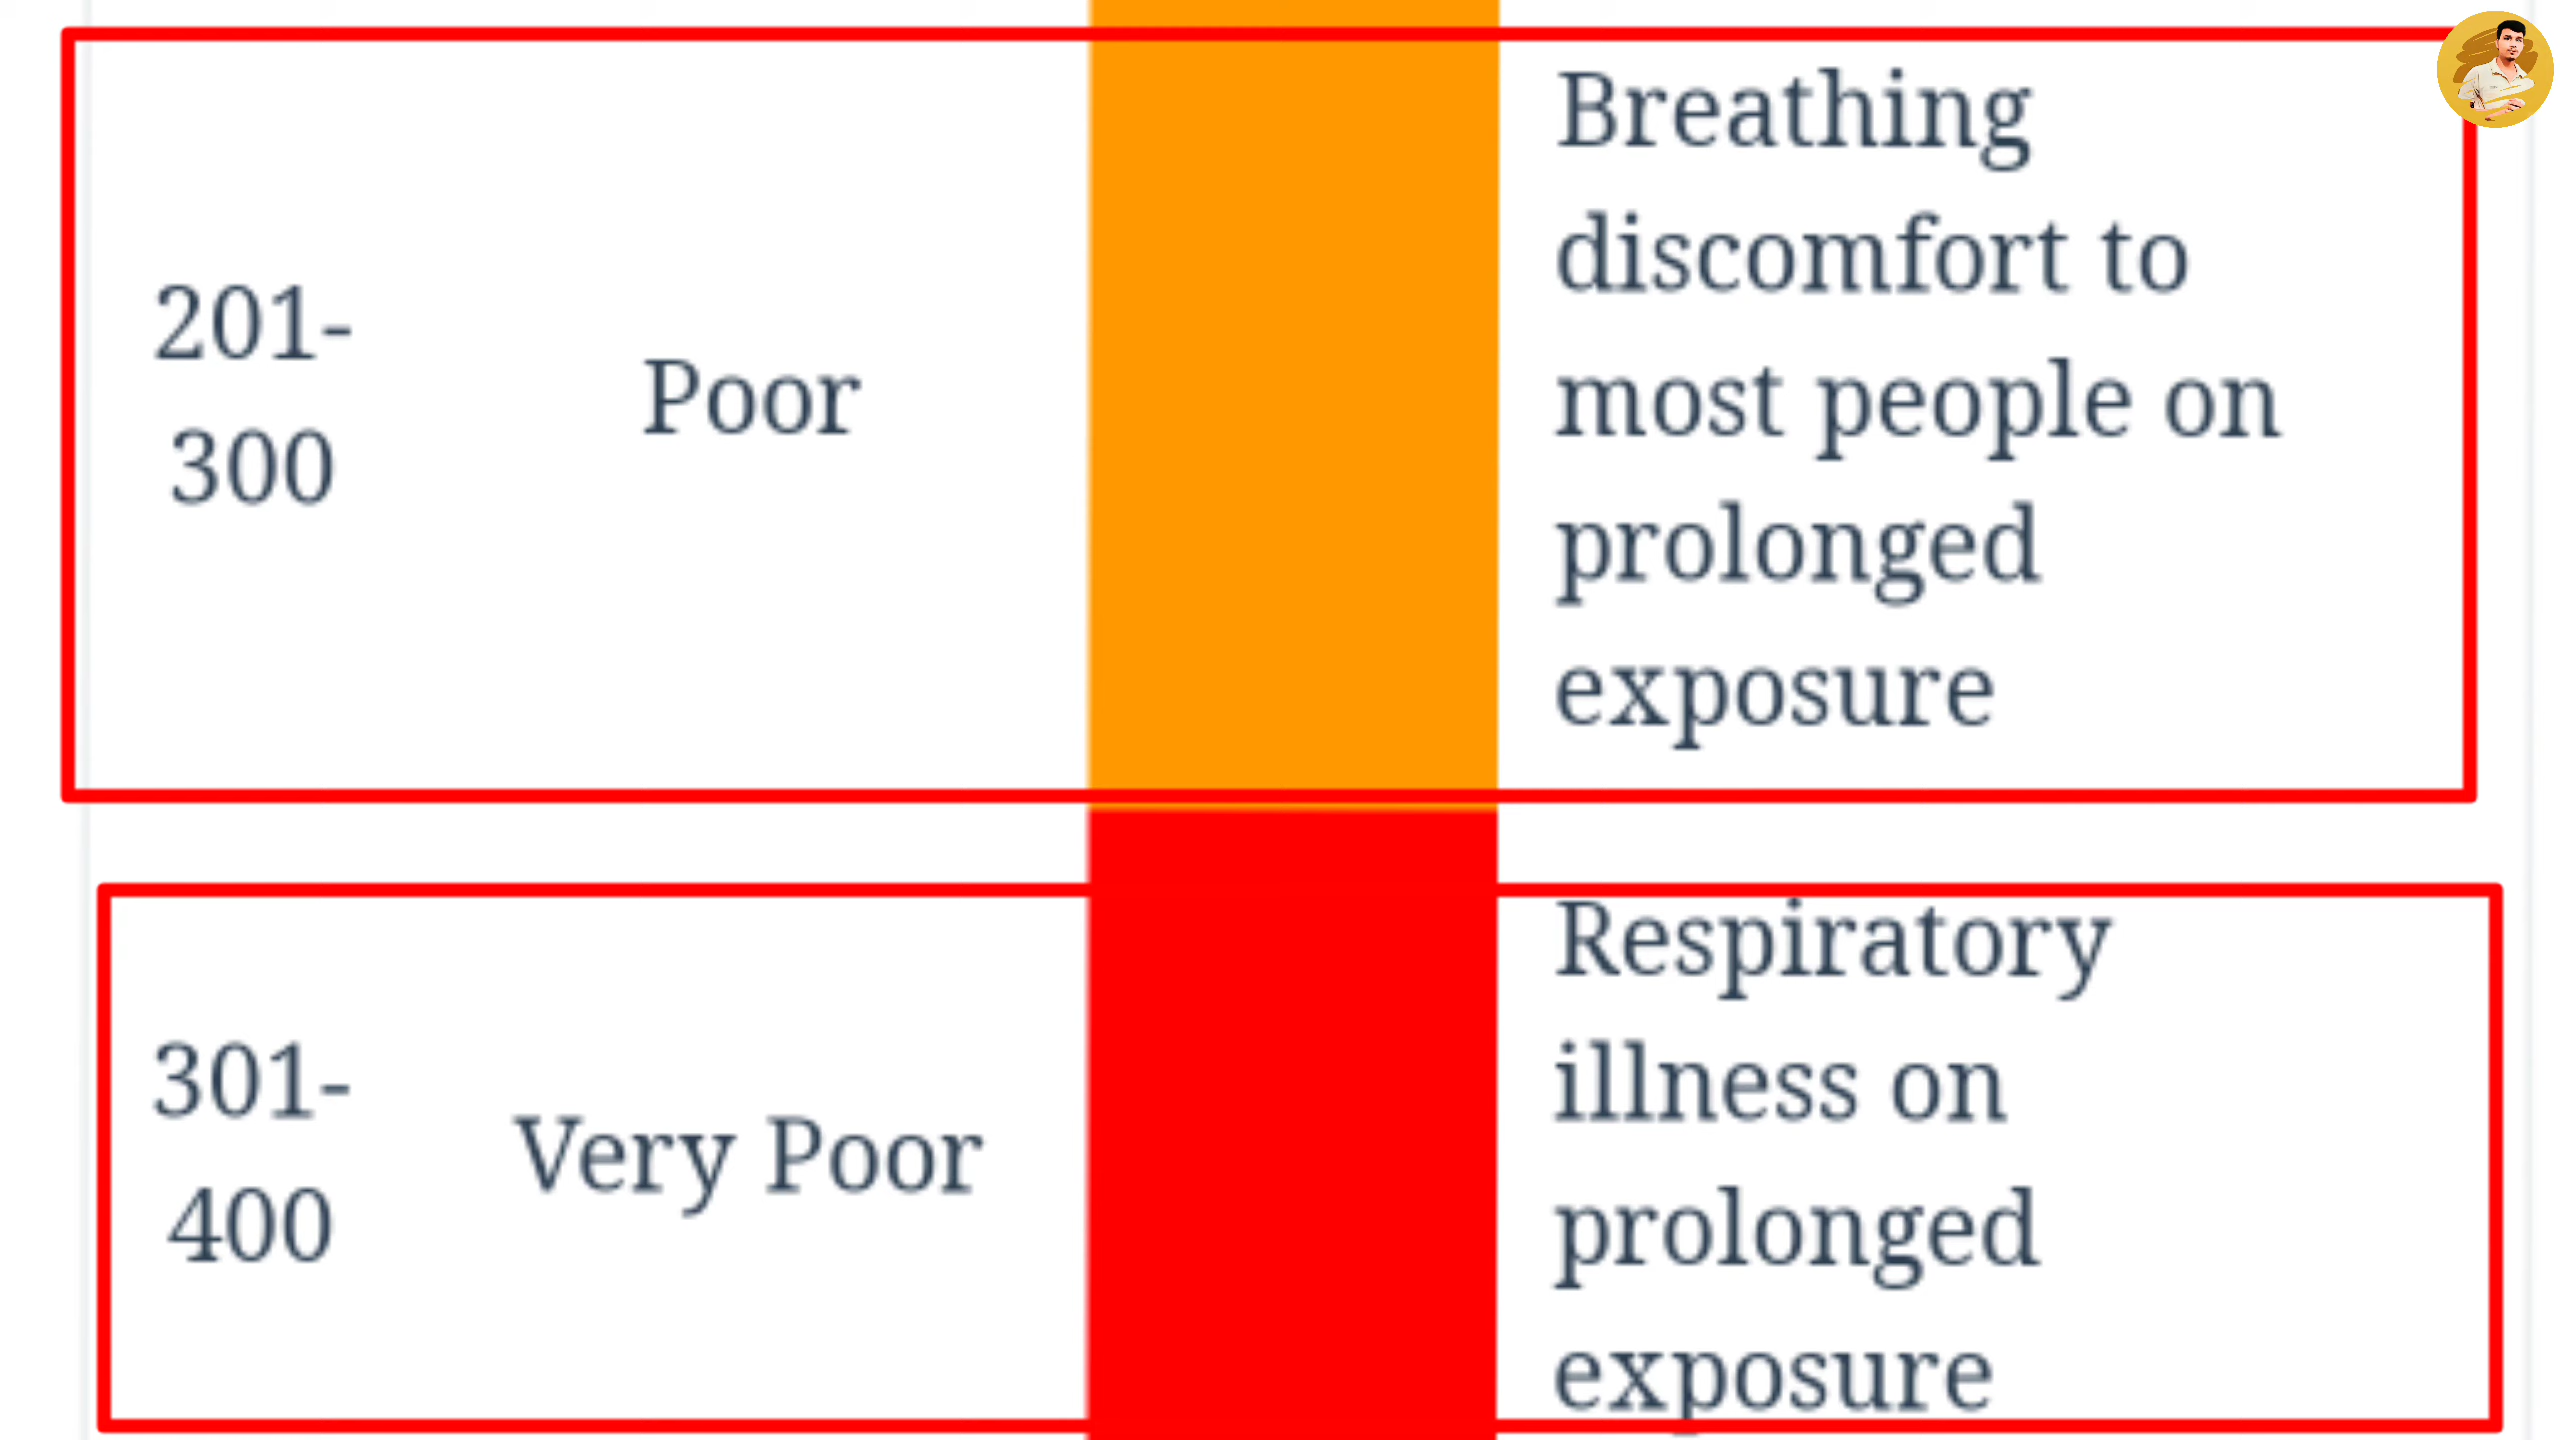 201-
300
Poor
Breathing
discomfort to
most people on
prolonged
exposure
301-
400
Very Poor
Respiratory
illness on
prolonged
exposure